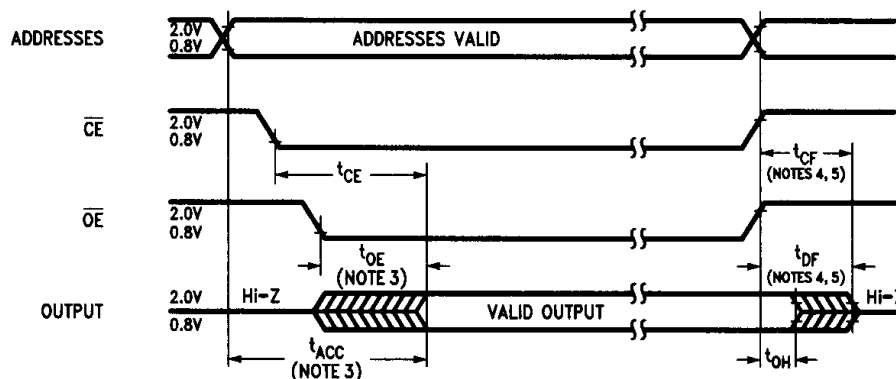 ADDRESSES
2.0V
0.8V
ADDRESSES VALID
CE
2.0V
0.8V
tCE
tCF
(NOTES 4, 5)
OE
2.0V
0.8V
tOE
(NOTE 3)
tDF
(NOTES 4, 5)
OUTPUT
2.0V
0.8V
Hi-Z
VALID OUTPUT
Hi-Z
tACC
(NOTE 3)
tOH